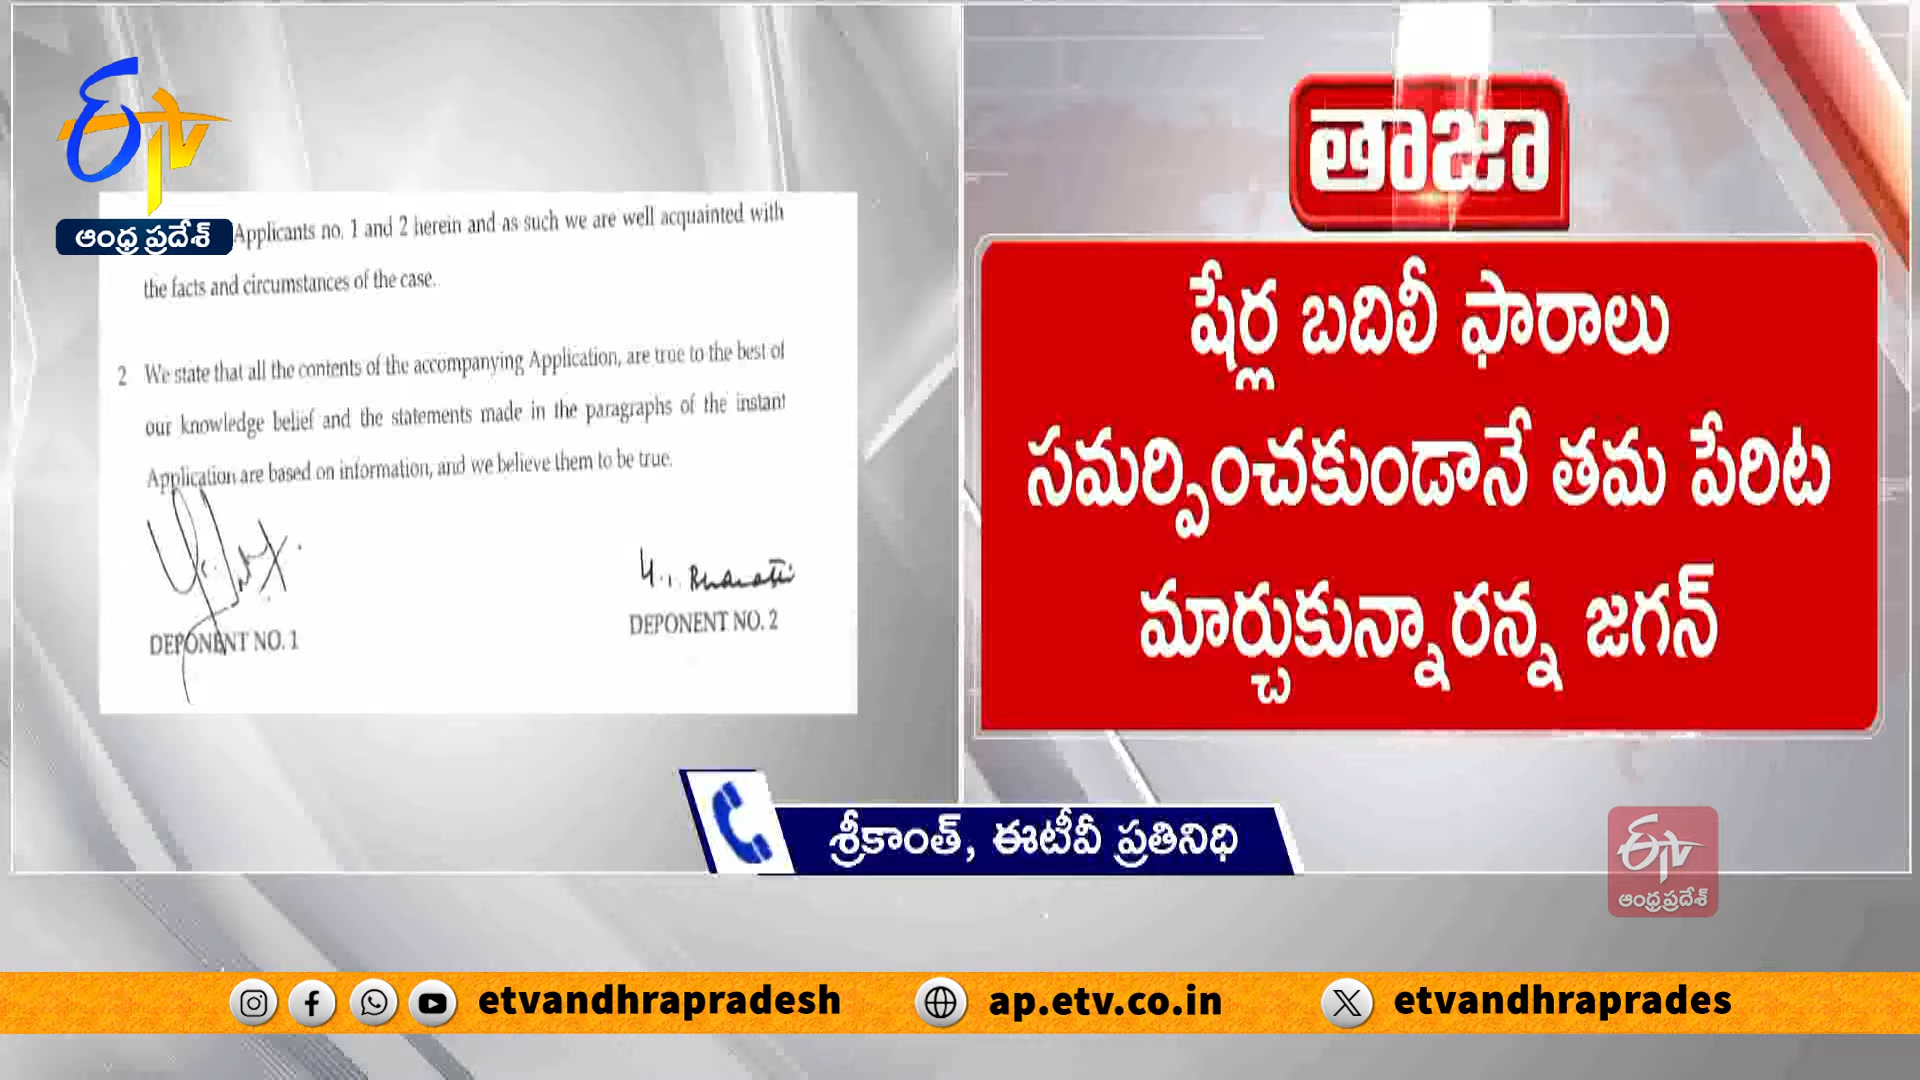 ETV
ఆంధ్ర ప్రదేశ్
Applicants no. 1 and 2 herein and as such we are well acquainted with
the facts and circumstances of the case.
2 We state that all the contents of the accompanying Application, are true to the best of
our knowledge belief and the statements made in the paragraphs of the instant
Application are based on information, and we believe them to be true.
DEPONENT NO. 1
DEPONENT NO. 2
తాజా
షేర్ల బదిలీ ఫారాలు
సమర్పించకుండానే తమ పేరిట
మార్చుకున్నారన్న జగన్
శ్రీకాంత్, ఈటీవీ ప్రతినిధి
ETV
ఆంధ్రప్రదేశ్
etvandhrapradesh
ap.etv.co.in
etvandhraprades